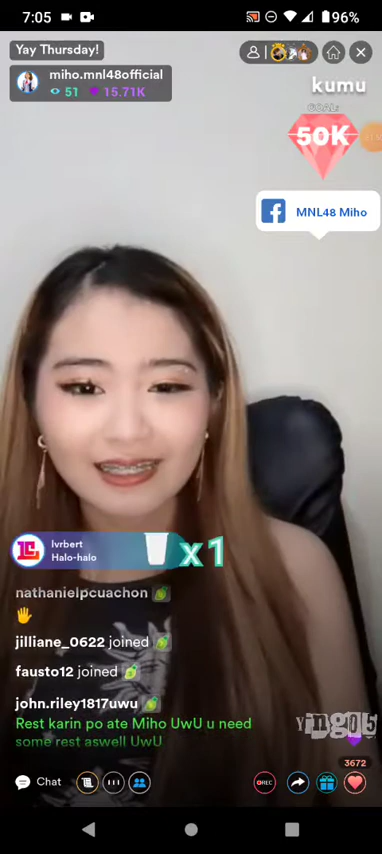 7:05
96%
Yay Thursday!
miho.mnl48official
51 15.71K
kumu
GOAL:
50K
MNL48 Miho
lvrbert
Halo-halo
x1
nathanielpcuachon
jilliane_0622 joined
fausto12 joined
john.riley1817uwu
Rest karin po ate Miho UwU u need
some rest aswell UwU
Yng05
3672
Chat
REC